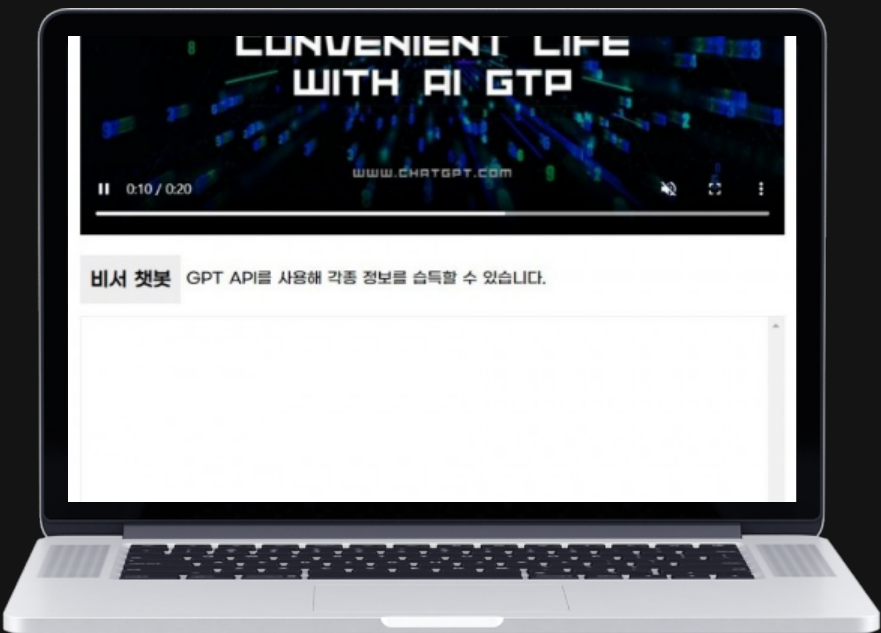 CONVENIENT LIFE
WITH AI GTP
WWW.CHATGPT.COM
0:10 / 0:20
비서 챗봇 GPT API를 사용해 각종 정보를 습득할 수 있습니다.